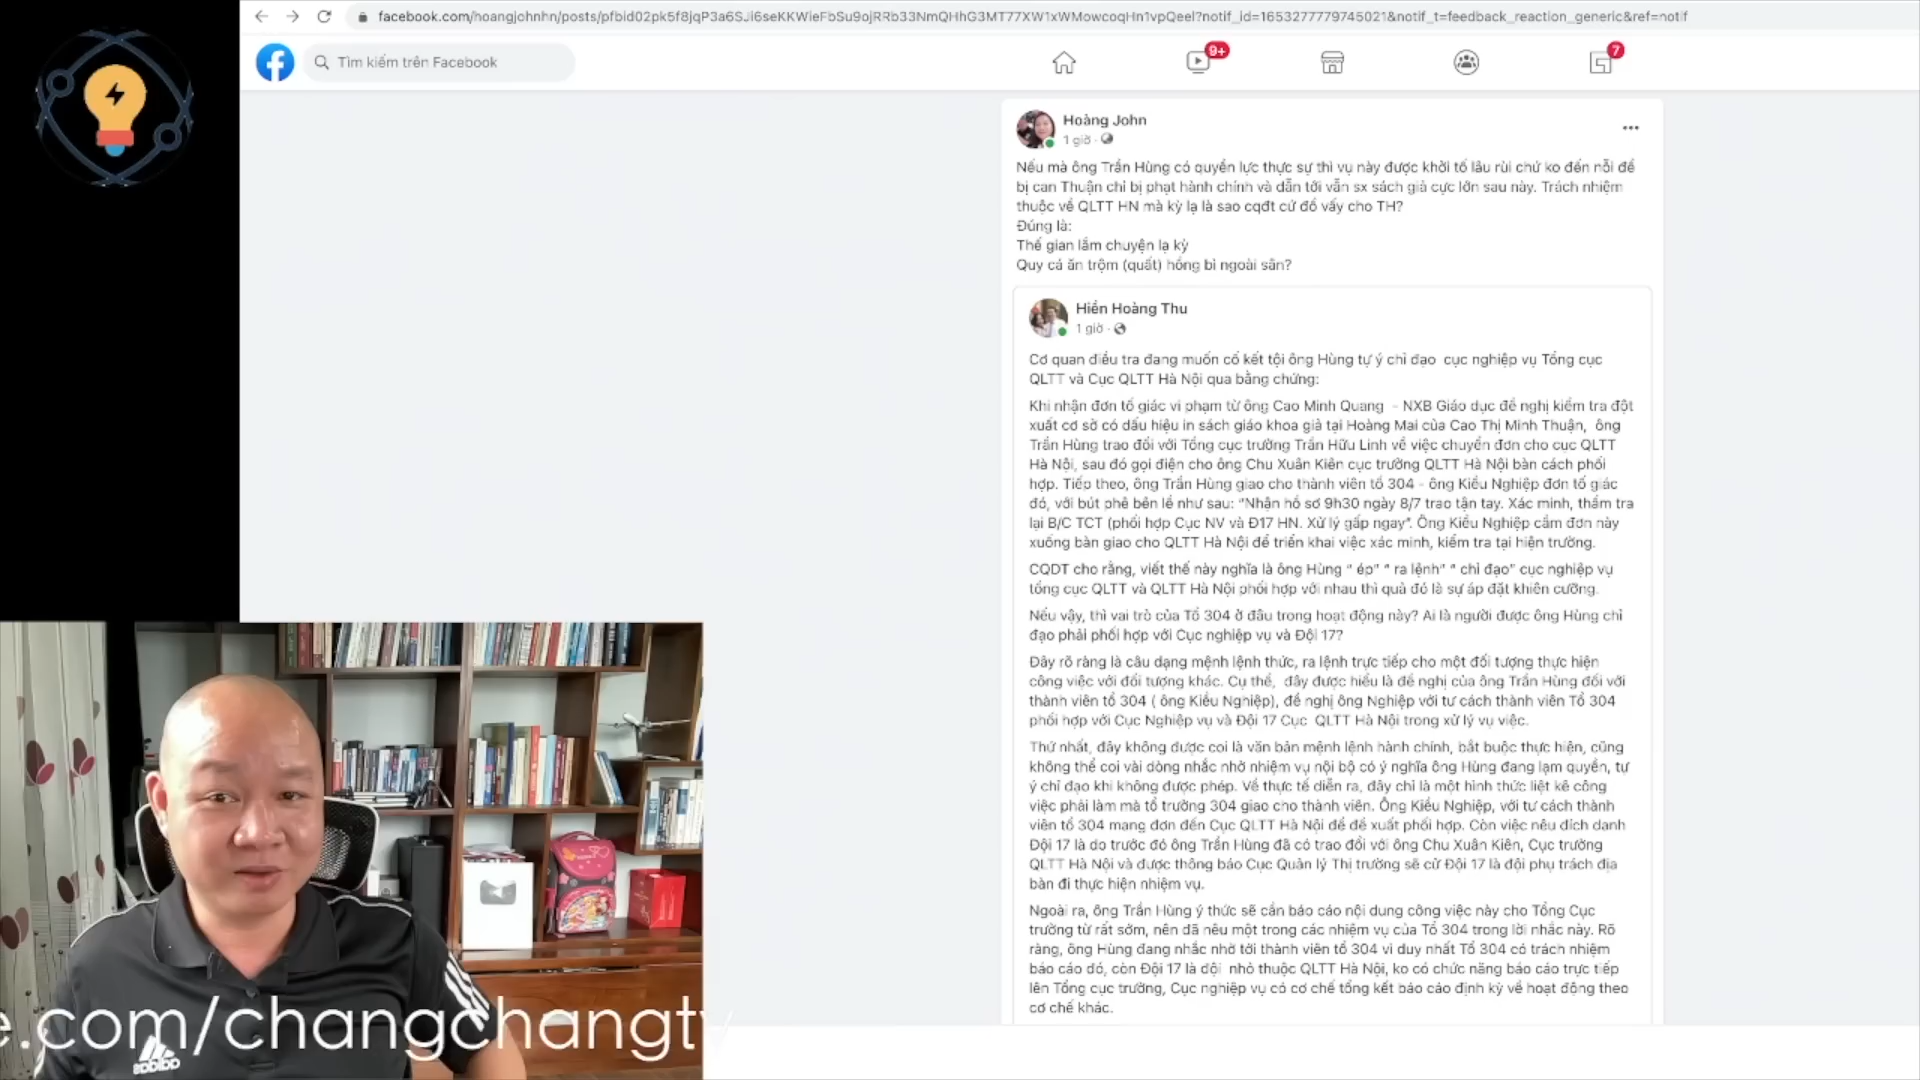 facebook.com/hoangjohnhn/posts/pfbid02pk5f8jqP3a6SJi6seKKWieFbSu9ojRRb33NmQHhG3MT77XW1xWMowcoqHn1vpQeel?notif_id=1653277779745021&notif_t=feedback_reaction_generic&ref=notif
Tìm kiếm trên Facebook
9+
7
Hoàng John
1 giờ
Nếu mà ông Trần Hùng có quyền lực thực sự thì vụ này được khởi tố lâu rùi chứ ko đến nỗi để
bị can Thuận chỉ bị phạt hành chính và dẫn tới vẫn sx sách giả cực lớn sau này. Trách nhiệm
thuộc về QLTT HN mà kỳ lạ là sao cqđt cứ đổ vấy cho TH?
Đúng là:
Thế gian lắm chuyện lạ kỳ
Quy cá ăn trộm (quất) hồng bì ngoài sân?
Hiền Hoàng Thu
1 giờ
Cơ quan điều tra đang muốn cố kết tội ông Hùng tự ý chỉ đạo cục nghiệp vụ Tổng cục
QLTT và Cục QLTT Hà Nội qua bằng chứng:
Khi nhận đơn tố giác vi phạm từ ông Cao Minh Quang - NXB Giáo dục đề nghị kiểm tra đột
xuất cơ sở có dấu hiệu in sách giáo khoa giả tại Hoàng Mai của Cao Thị Minh Thuận, ông
Trần Hùng trao đổi với Tổng cục trưởng Trần Hữu Linh về việc chuyển đơn cho cục QLTT
Hà Nội, sau đó gọi điện cho ông Chu Xuân Kiên cục trưởng QLTT Hà Nội bàn cách phối
hợp. Tiếp theo, ông Trần Hùng giao cho thành viên tổ 304 - ông Kiều Nghiệp đơn tố giác
đó, với bút phê bên lề như sau: "Nhận hồ sơ 9h30 ngày 8/7 trao tận tay. Xác minh, thẩm tra
lại B/C TCT (phối hợp Cục NV và Đ17 HN. Xử lý gấp ngay". Ông Kiều Nghiệp cầm đơn này
xuống bàn giao cho QLTT Hà Nội để triển khai việc xác minh, kiểm tra tại hiện trường.
CQDT cho rằng, viết thế này nghĩa là ông Hùng " ép" " ra lệnh" " chỉ đạo" cục nghiệp vụ
tổng cục QLTT và QLTT Hà Nội phối hợp với nhau thì quả đó là sự áp đặt khiên cưỡng.
Nếu vậy, thì vai trò của Tổ 304 ở đâu trong hoạt động này? Ai là người được ông Hùng chỉ
đạo phải phối hợp với Cục nghiệp vụ và Đội 17?
Đây rõ ràng là câu dạng mệnh lệnh thức, ra lệnh trực tiếp cho một đối tượng thực hiện
công việc với đối tượng khác. Cụ thể, đây được hiểu là đề nghị của ông Trần Hùng đối với
thành viên tổ 304 ( ông Kiều Nghiệp), đề nghị ông Nghiệp với tư cách thành viên Tổ 304
phối hợp với Cục Nghiệp vụ và Đội 17 Cục QLTT Hà Nội trong xử lý vụ việc.
Thứ nhất, đây không được coi là văn bản mệnh lệnh hành chính, bắt buộc thực hiện, cũng
không thể coi vài dòng nhắc nhở nhiệm vụ nội bộ có ý nghĩa ông Hùng đang lạm quyền, tự
ý chỉ đạo khi không được phép. Về thực tế diễn ra, đây chỉ là một hình thức liệt kê công
việc phải làm mà tổ trưởng 304 giao cho thành viên. Ông Kiều Nghiệp, với tư cách thành
viên tổ 304 mang đơn đến Cục QLTT Hà Nội để đề xuất phối hợp. Còn việc nêu đích danh
Đội 17 là do trước đó ông Trần Hùng đã có trao đổi với ông Chu Xuân Kiên, Cục trưởng
QLTT Hà Nội và được thông báo Cục Quản lý Thị trường sẽ cử Đội 17 là đội phụ trách địa
bàn đi thực hiện nhiệm vụ.
Ngoài ra, ông Trần Hùng ý thức sẽ cần báo cáo nội dung công việc này cho Tổng Cục
trưởng từ rất sớm, nên đã nêu một trong các nhiệm vụ của Tổ 304 trong lời nhắc này. Rõ
ràng, ông Hùng đang nhắc nhở tới thành viên tổ 304 vì duy nhất Tổ 304 có trách nhiệm
báo cáo đó, còn Đội 17 là đội nhỏ thuộc QLTT Hà Nội, ko có chức năng báo cáo trực tiếp
lên Tổng cục trưởng, Cục nghiệp vụ có cơ chế tổng kết báo cáo định kỳ về hoạt động theo
cơ chế khác.
e.com/changchangtv
adidas